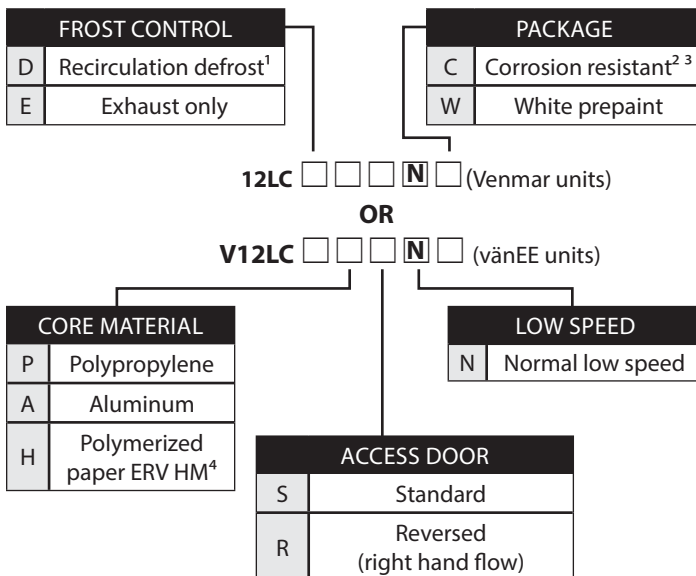 FROST CONTROL
D Recirculation defrost¹
E Exhaust only
PACKAGE
C Corrosion resistant² ³
W White prepaint
12LC □ □ □ N □ (Venmar units)
OR
V12LC □ □ □ N □ (vänEE units)
CORE MATERIAL
P Polypropylene
A Aluminum
H Polymerized
paper ERV HM⁴
LOW SPEED
N Normal low speed
ACCESS DOOR
S Standard
R Reversed
(right hand flow)